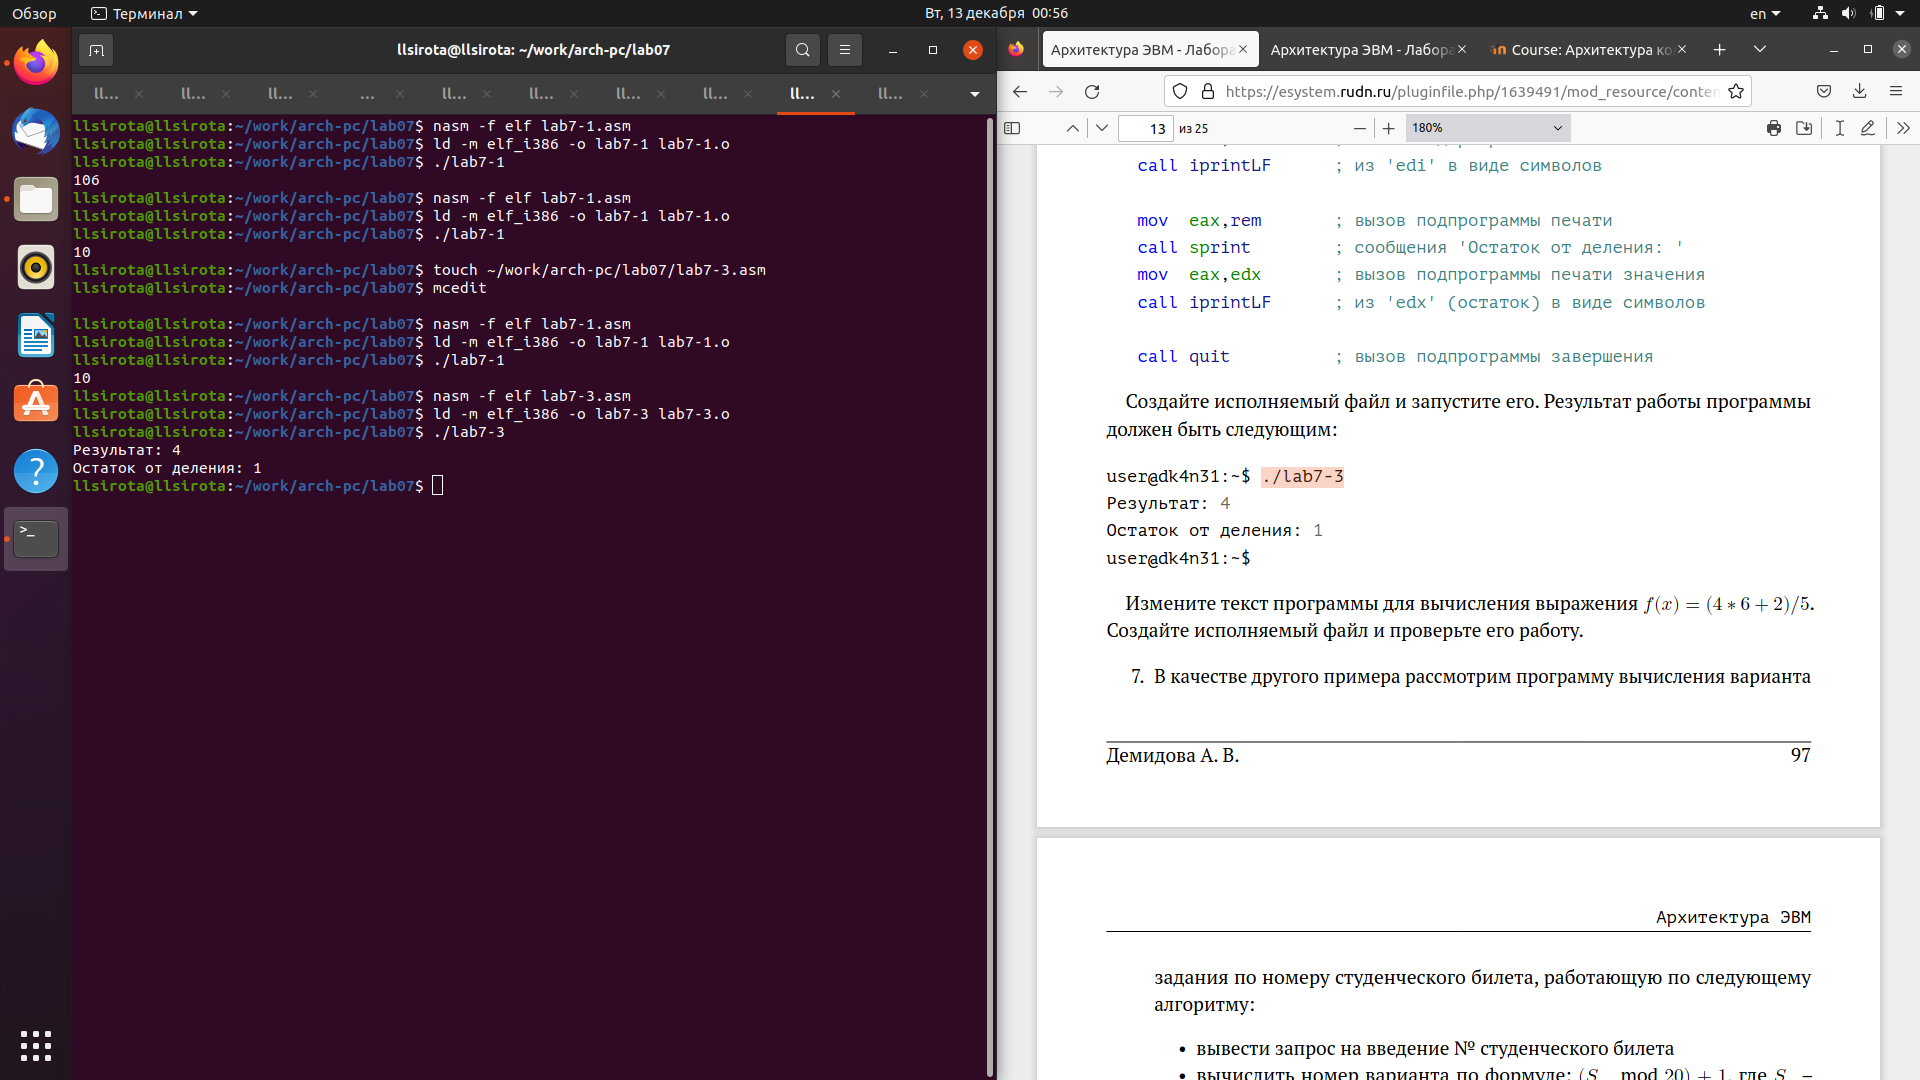 Обзор
Терминал
Вт, 13 декабря 00:56
en
llsirota@llsirota: ~/work/arch-pc/lab07
ll... ll... ll... ... ll... ll... ll... ll... ll... ll...
llsirota@llsirota:~/work/arch-pc/lab07$ nasm -f elf lab7-1.asm
llsirota@llsirota:~/work/arch-pc/lab07$ ld -m elf_i386 -o lab7-1 lab7-1.o
llsirota@llsirota:~/work/arch-pc/lab07$ ./lab7-1
106
llsirota@llsirota:~/work/arch-pc/lab07$ nasm -f elf lab7-1.asm
llsirota@llsirota:~/work/arch-pc/lab07$ ld -m elf_i386 -o lab7-1 lab7-1.o
llsirota@llsirota:~/work/arch-pc/lab07$ ./lab7-1
10
llsirota@llsirota:~/work/arch-pc/lab07$ touch ~/work/arch-pc/lab07/lab7-3.asm
llsirota@llsirota:~/work/arch-pc/lab07$ mcedit
llsirota@llsirota:~/work/arch-pc/lab07$ nasm -f elf lab7-1.asm
llsirota@llsirota:~/work/arch-pc/lab07$ ld -m elf_i386 -o lab7-1 lab7-1.o
llsirota@llsirota:~/work/arch-pc/lab07$ ./lab7-1
10
llsirota@llsirota:~/work/arch-pc/lab07$ nasm -f elf lab7-3.asm
llsirota@llsirota:~/work/arch-pc/lab07$ ld -m elf_i386 -o lab7-3 lab7-3.o
llsirota@llsirota:~/work/arch-pc/lab07$ ./lab7-3
Результат: 4
Остаток от деления: 1
llsirota@llsirota:~/work/arch-pc/lab07$
Архитектура ЭВМ - Лабора
Архитектура ЭВМ - Лабора
Course: Архитектура ко
https://esystem.rudn.ru/pluginfile.php/1639491/mod_resource/conten
13 из 25
180%
call iprintLF ; из 'edi' в виде символов
mov eax,rem ; вызов подпрограммы печати
call sprint ; сообщения 'Остаток от деления: '
mov eax,edx ; вызов подпрограммы печати значения
call iprintLF ; из 'edx' (остаток) в виде символов
call quit ; вызов подпрограммы завершения
Создайте исполняемый файл и запустите его. Результат работы программы
должен быть следующим:
user@dk4n31:~$ ./lab7-3
Результат: 4
Остаток от деления: 1
user@dk4n31:~$
Измените текст программы для вычисления выражения f(x) = (4 ∗ 6 + 2)/5.
Создайте исполняемый файл и проверьте его работу.
7. В качестве другого примера рассмотрим программу вычисления варианта
Демидова А. В. 97
Архитектура ЭВМ
задания по номеру студенческого билета, работающую по следующему
алгоритму:
• вывести запрос на введение № студенческого билета
• вычислить номер варианта по формуле: (S mod 20) + 1, где S –